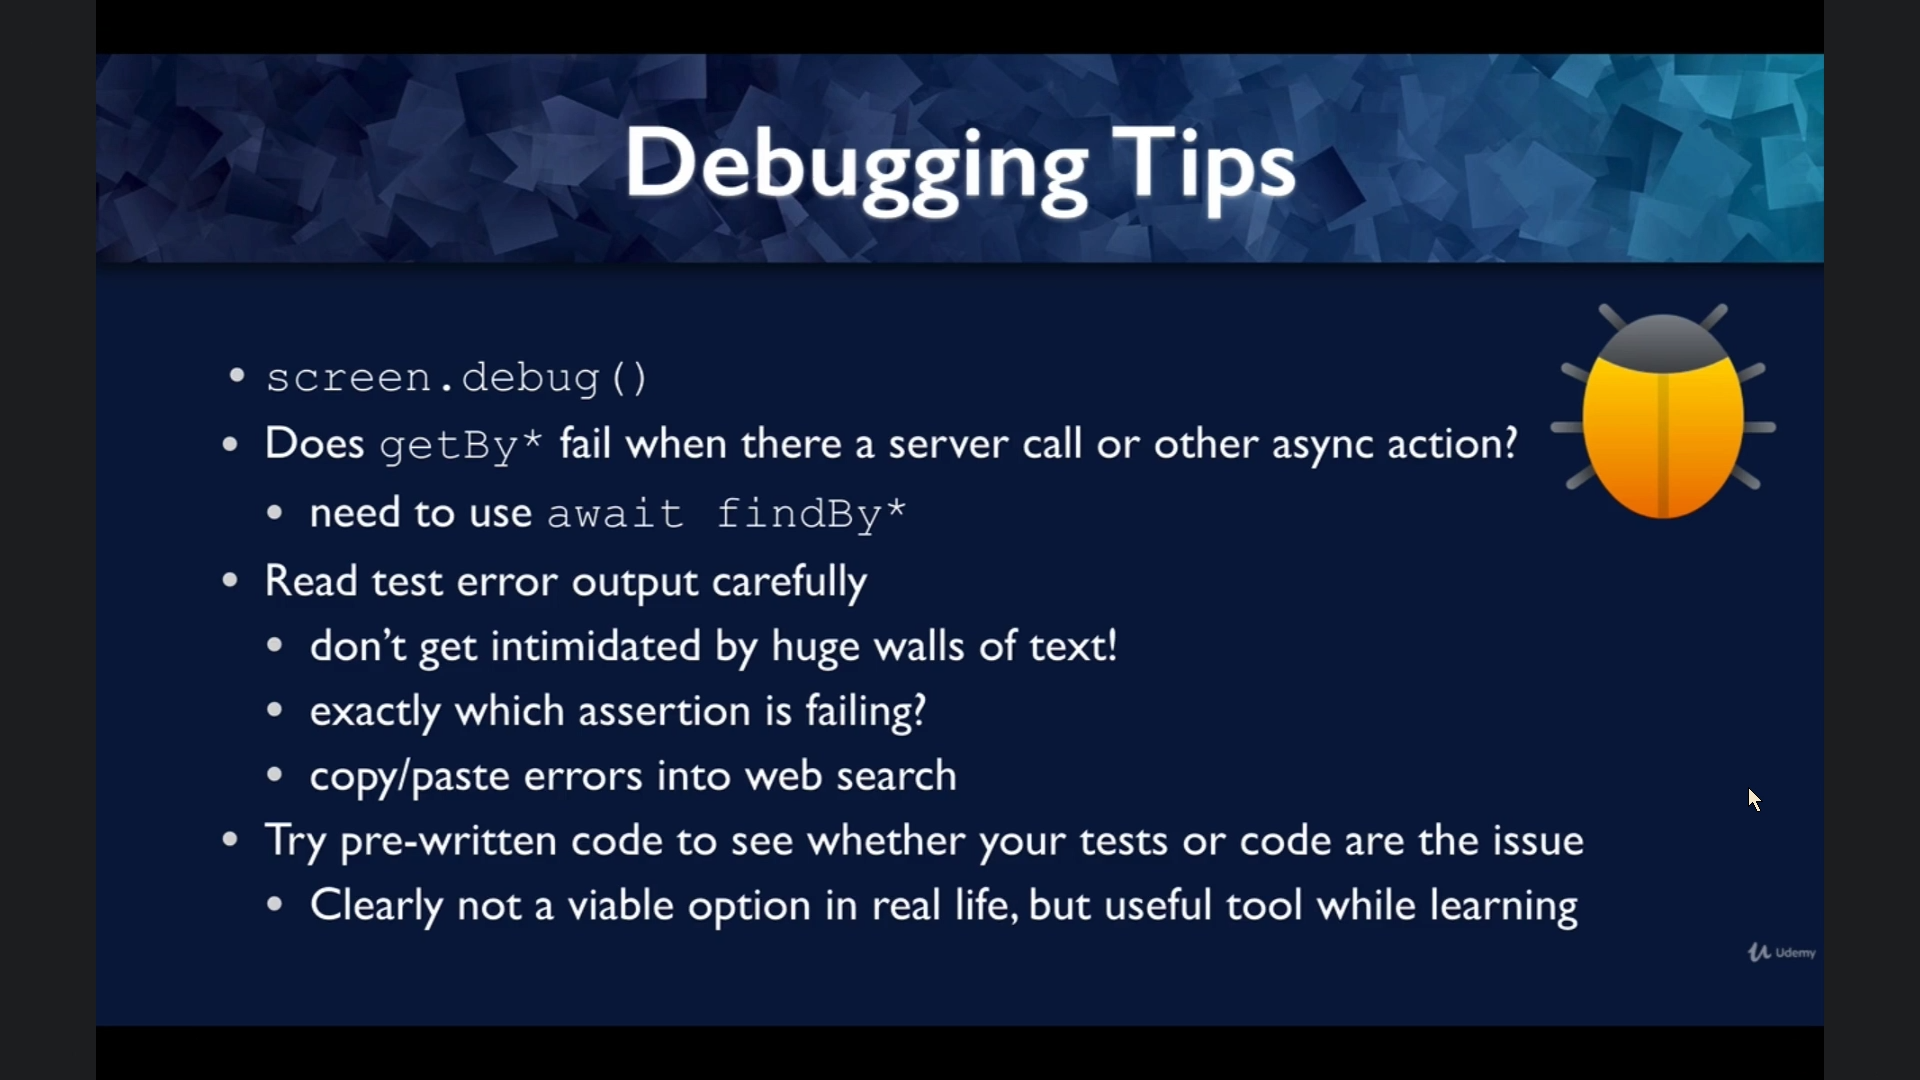 Debugging Tips
• screen.debug()
• Does getBy* fail when there a server call or other async action?
• need to use await findBy*
• Read test error output carefully
• don’t get intimidated by huge walls of text!
• exactly which assertion is failing?
• copy/paste errors into web search
• Try pre-written code to see whether your tests or code are the issue
• Clearly not a viable option in real life, but useful tool while learning
Udemy